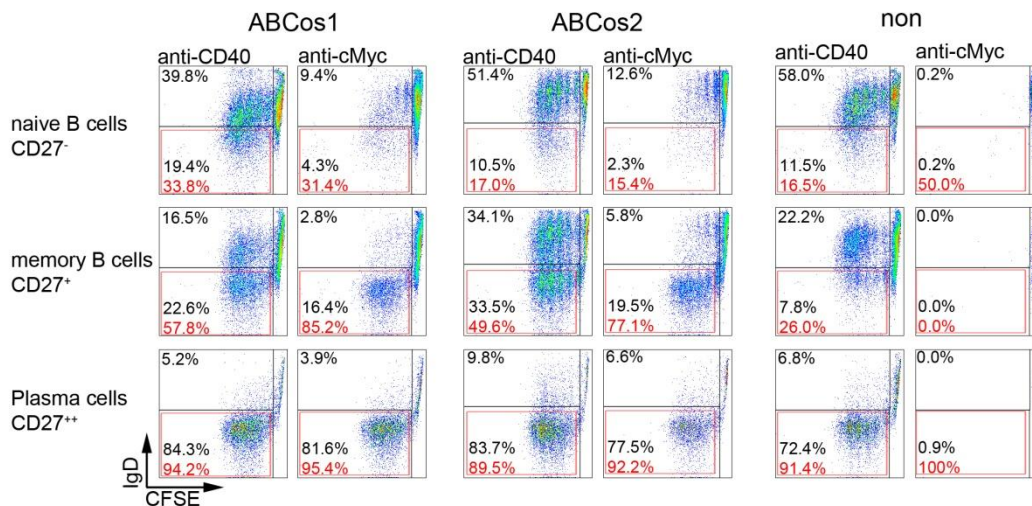 ABCos1 ABCos2 non
anti-CD40 anti-cMyc anti-CD40 anti-cMyc anti-CD40 anti-cMyc
39.8% 9.4% 51.4% 12.6% 58.0% 0.2%
naive B cells
CD27-
19.4% 4.3% 10.5% 2.3% 11.5% 0.2%
33.8% 31.4% 17.0% 15.4% 16.5% 50.0%
16.5% 2.8% 34.1% 5.8% 22.2% 0.0%
memory B cells
CD27+
22.6% 16.4% 33.5% 19.5% 7.8% 0.0%
57.8% 85.2% 49.6% 77.1% 26.0% 0.0%
5.2% 3.9% 9.8% 6.6% 6.8% 0.0%
Plasma cells
CD27++
84.3% 81.6% 83.7% 77.5% 72.4% 0.9%
94.2% 95.4% 89.5% 92.2% 91.4% 100%
IgD
CFSE